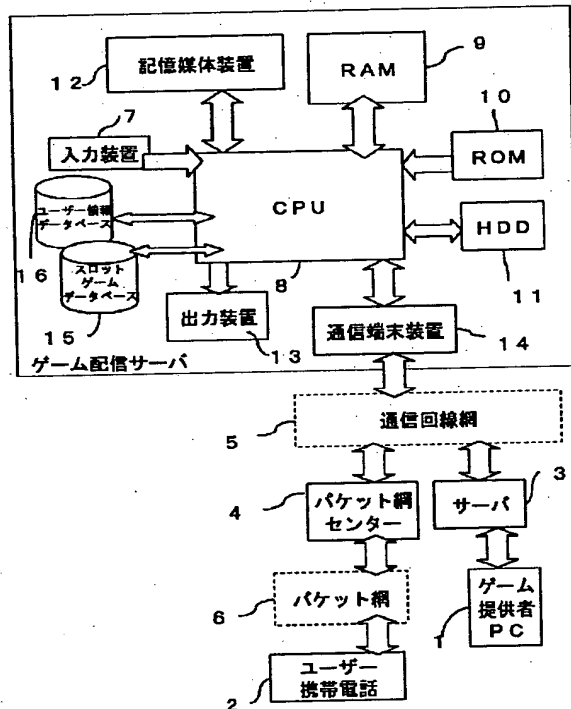 12
記憶媒体装置
RAM
9
7
入力装置
10
ROM
CPU
ユーザー情報
データベース
16
スロット
ゲーム
データベース
15
HDD
11
8
出力装置
13
通信端末装置
14
ゲーム配信サーバ
通信回線網
5
4
パケット網
センター
サーバ
3
パケット網
6
ゲーム
提供者
PC
1
ユーザー
携帯電話
2